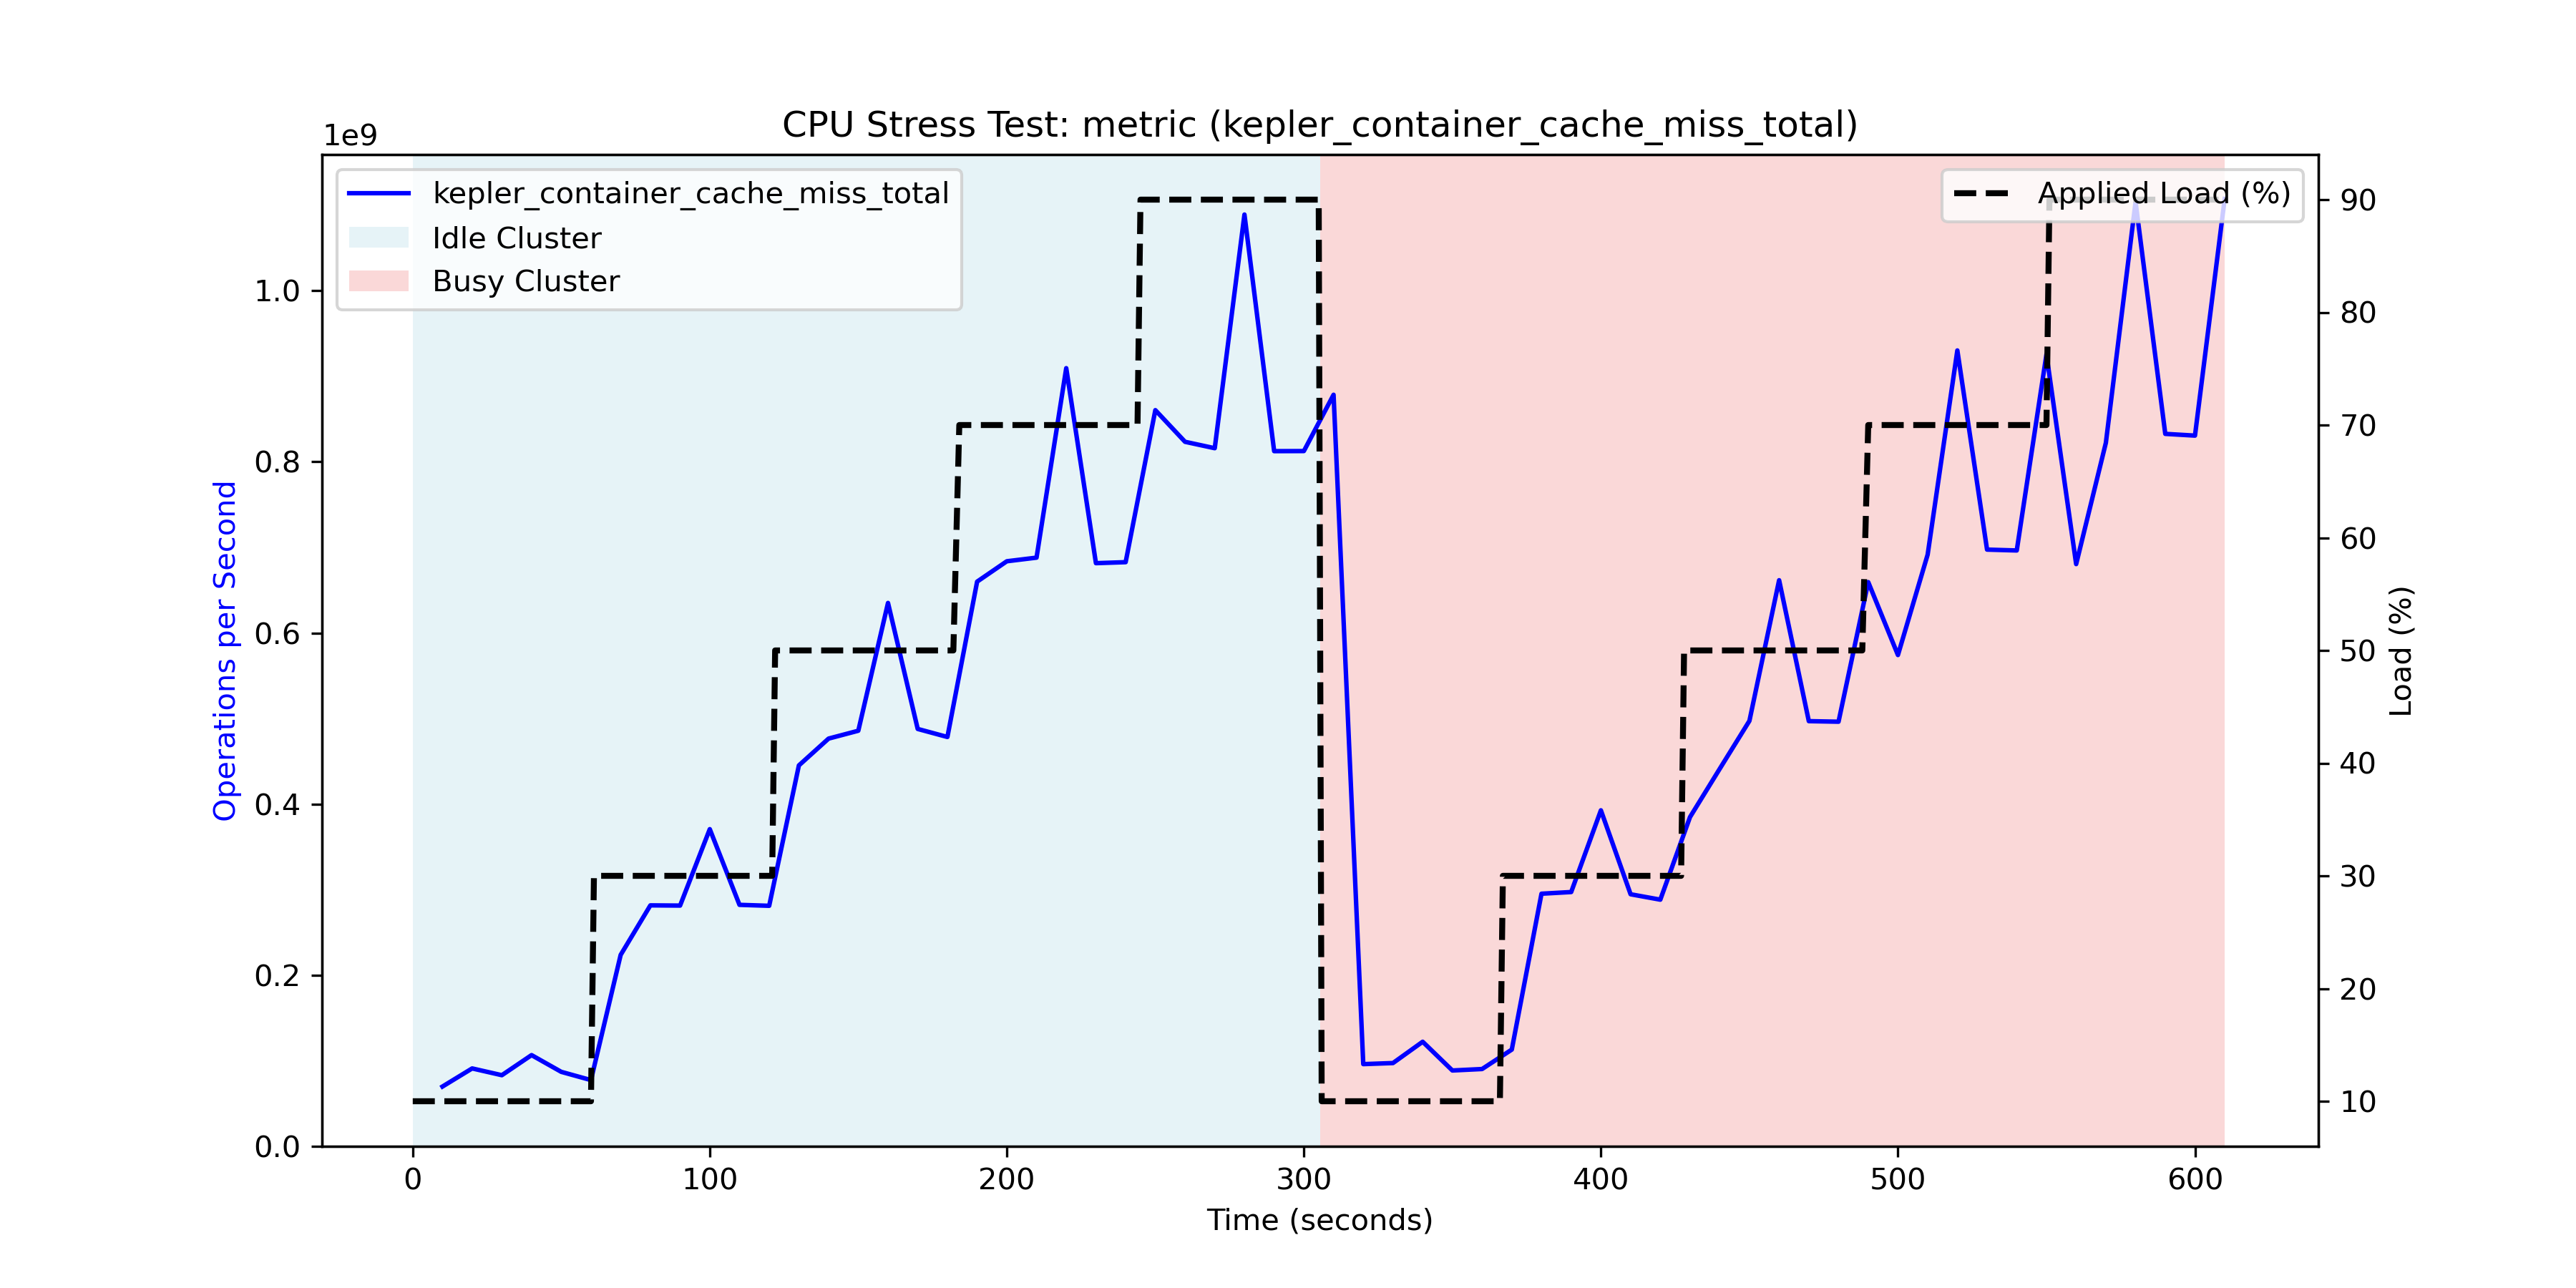 CPU Stress Test: metric (kepler_container_cache_miss_total)
1e9
kepler_container_cache_miss_total
Idle Cluster
Busy Cluster
Applied Load (%)
Operations per Second
1.0
0.8
0.6
0.4
0.2
0.0
90
80
70
60
50
40
30
20
10
Load (%)
0 100 200 300 400 500 600
Time (seconds)